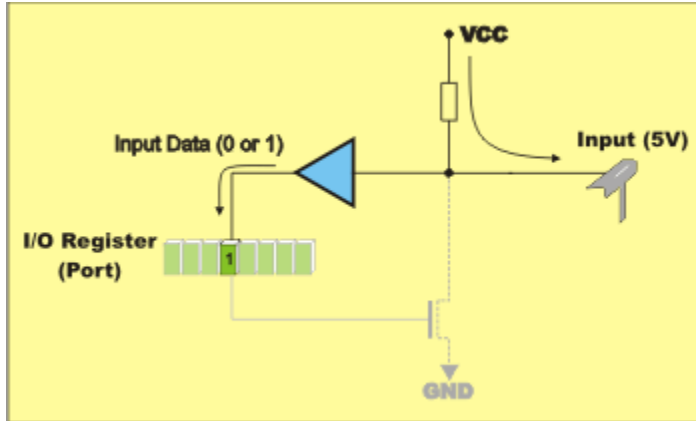 VCC
Input Data (0 or 1)
Input (5V)
I/O Register
(Port)
1
GND